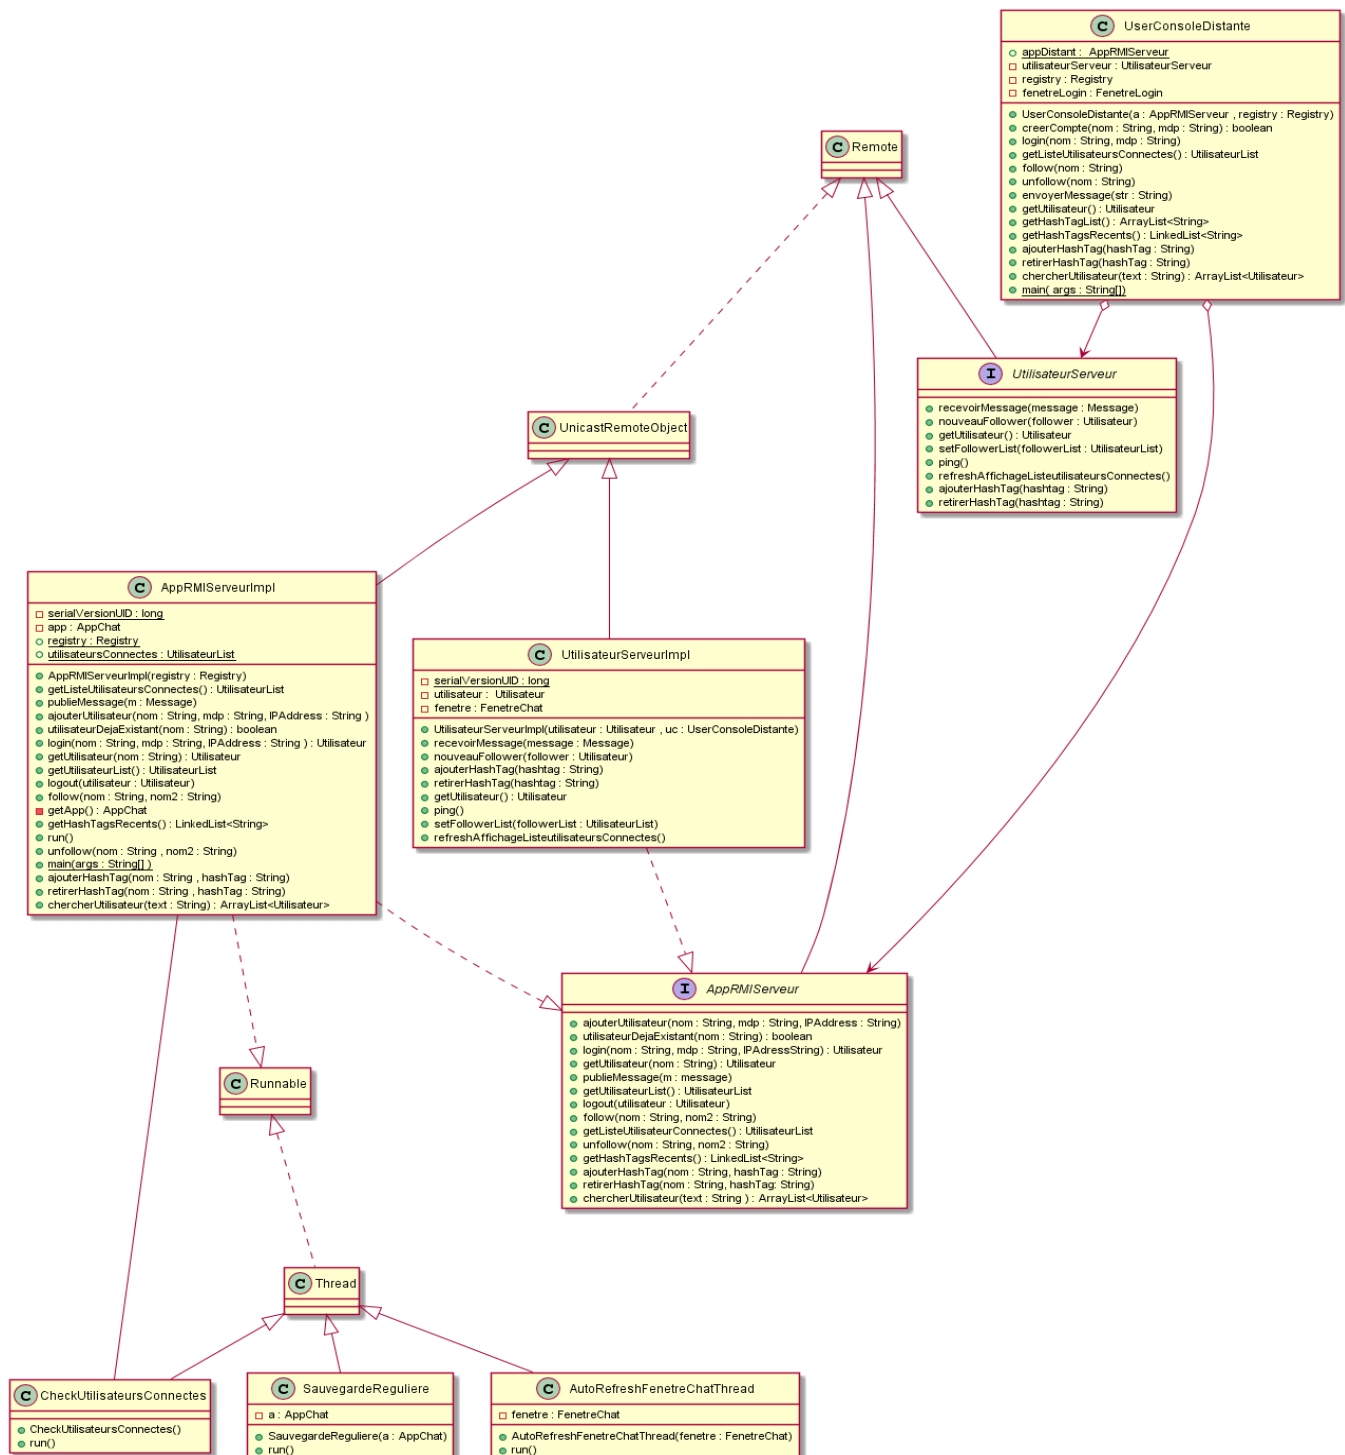 UserConsoleDistante
appDistant : AppRMIServeur
utilisateurServeur : UtilisateurServeur
registry : Registry
fenetreLogin : FenetreLogin
UserConsoleDistante(a : AppRMIServeur , registry : Registry)
creerCompte(nom : String, mdp : String) : boolean
login(nom : String, mdp : String)
getListeUtilisateursConnectes() : UtilisateurList
follow(nom : String)
unfollow(nom : String)
envoyerMessage(str : String)
getUtilisateur() : Utilisateur
getHashTagList() : ArrayList<String>
getHashTagsRecents() : LinkedList<String>
ajouterHashTag(hashTag : String)
retirerHashTag(hashTag : String)
chercherUtilisateur(text : String) : ArrayList<Utilisateur>
main( args : String[])
Remote
UtilisateurServeur
recevoirMessage(message : Message)
nouveauFollower(follower : Utilisateur)
getUtilisateur() : Utilisateur
setFollowerList(followerList : UtilisateurList)
ping()
refreshAffichageListeutilisateursConnectes()
ajouterHashTag(hashtag : String)
retirerHashTag(hashtag : String)
UnicastRemoteObject
AppRMIServeurImpl
serialVersionUID : long
app : AppChat
registry : Registry
utilisateursConnectes : UtilisateurList
AppRMIServeurImpl(registry : Registry)
getListeUtilisateursConnectes() : UtilisateurList
publieMessage(m : Message)
ajouterUtilisateur(nom : String, mdp : String, IPAddress : String )
utilisateurDejaExistant(nom : String) : boolean
login(nom : String, mdp : String, IPAddress : String ) : Utilisateur
getUtilisateur(nom : String) : Utilisateur
getUtilisateurList() : UtilisateurList
logout(utilisateur : Utilisateur)
follow(nom : String, nom2 : String)
getApp() : AppChat
getHashTagsRecents() : LinkedList<String>
run()
unfollow(nom : String , nom2 : String)
main(args : String[] )
ajouterHashTag(nom : String , hashTag : String)
retirerHashTag(nom : String , hashTag : String)
chercherUtilisateur(text : String) : ArrayList<Utilisateur>
UtilisateurServeurImpl
serialVersionUID : long
utilisateur : Utilisateur
fenetre : FenetreChat
UtilisateurServeurImpl(utilisateur : Utilisateur , uc : UserConsoleDistante)
recevoirMessage(message : Message)
nouveauFollower(follower : Utilisateur)
ajouterHashTag(hashtag : String)
retirerHashTag(hashtag : String)
getUtilisateur() : Utilisateur
ping()
setFollowerList(followerList : UtilisateurList)
refreshAffichageListeutilisateursConnectes()
AppRMIServeur
ajouterUtilisateur(nom : String, mdp : String, IPAddress : String)
utilisateurDejaExistant(nom : String) : boolean
login(nom : String, mdp : String, IPAdressString) : Utilisateur
getUtilisateur(nom : String) : Utilisateur
publieMessage(m : message)
getUtilisateurList() : UtilisateurList
logout(utilisateur : Utilisateur)
follow(nom : String, nom2 : String)
getListeUtilisateurConnectes() : UtilisateurList
unfollow(nom : String, nom2 : String)
getHashTagsRecents() : LinkedList<String>
ajouterHashTag(nom : String, hashTag : String)
retirerHashTag(nom : String, hashTag: String)
chercherUtilisateur(text : String ) : ArrayList<Utilisateur>
Runnable
Thread
CheckUtilisateursConnectes
CheckUtilisateursConnectes()
run()
SauvegardeReguliere
a : AppChat
SauvegardeReguliere(a : AppChat)
run()
AutoRefreshFenetreChatThread
fenetre : FenetreChat
AutoRefreshFenetreChatThread(fenetre : FenetreChat)
run()